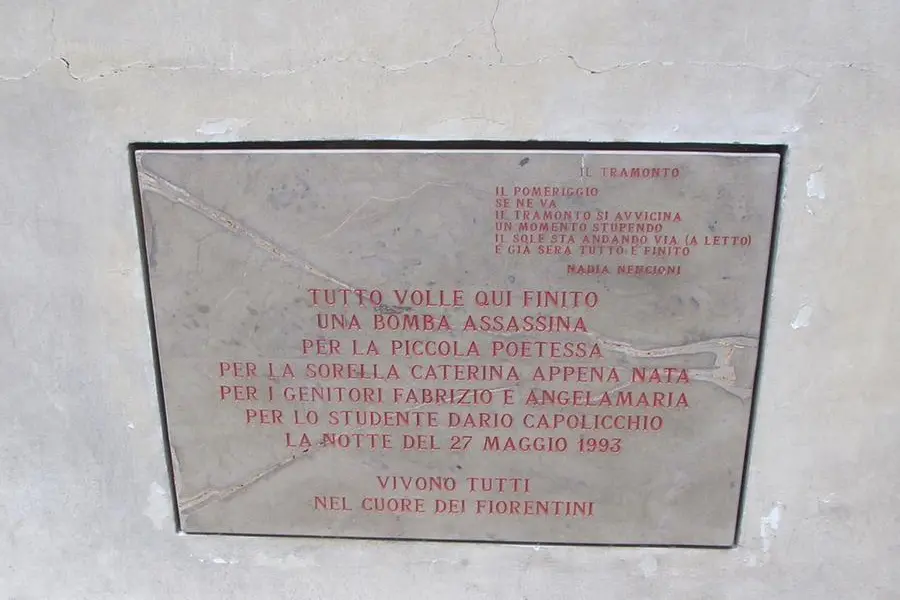 IL TRAMONTO
IL POMERIGGIO
SE NE VA
IL TRAMONTO SI AVVICINA
UN MOMENTO STUPENDO
IL SOLE STA ANDANDO VIA (A LETTO)
E GIA SERA TUTTO E FINITO
NADIA NENCIONI
TUTTO VOLLE QUI FINITO
UNA BOMBA ASSASSINA
PER LA PICCOLA POETESSA
PER LA SORELLA CATERINA APPENA NATA
PER I GENITORI FABRIZIO E ANGELAMARIA
PER LO STUDENTE DARIO CAPOLICCHIO
LA NOTTE DEL 27 MAGGIO 1993
VIVONO TUTTI
NEL CUORE DEI FIORENTINI